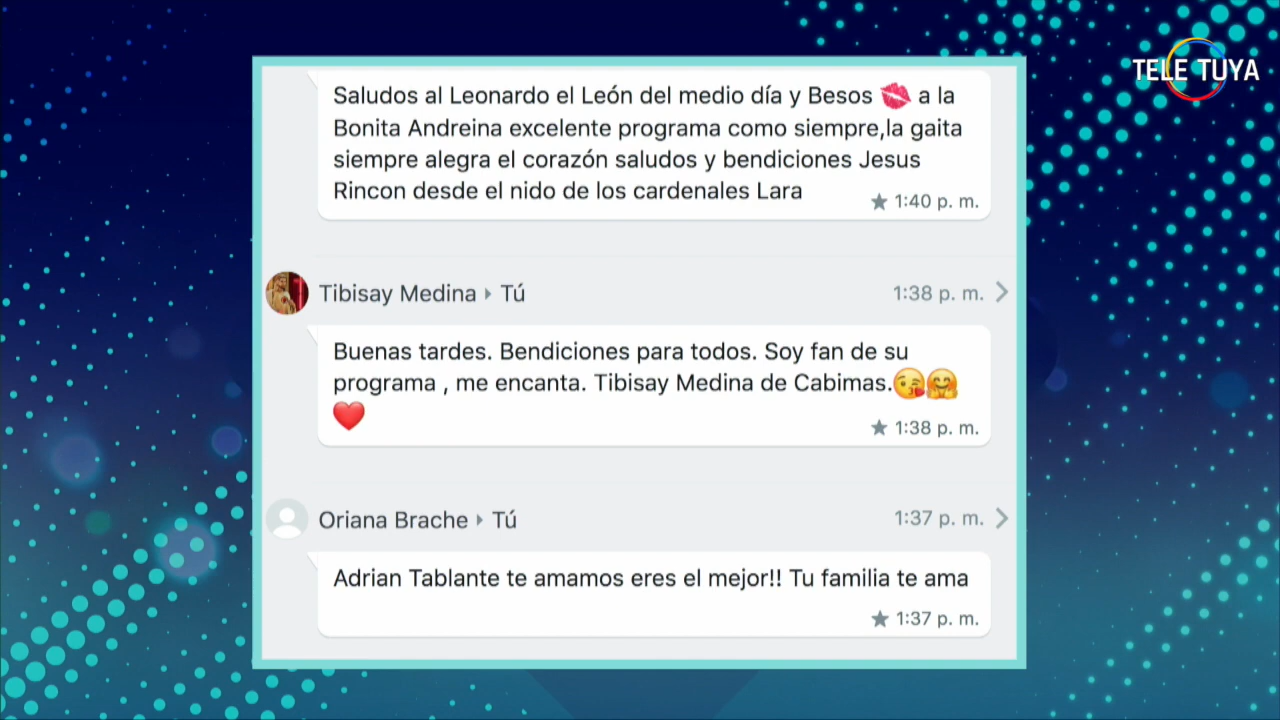 TELE TUYA
Saludos al Leonardo el León del medio día y Besos 💋 a la
Bonita Andreina excelente programa como siempre,la gaita
siempre alegra el corazón saludos y bendiciones Jesus
Rincon desde el nido de los cardenales Lara
★ 1:40 p. m.
Tibisay Medina ▸ Tú
1:38 p. m.
Buenas tardes. Bendiciones para todos. Soy fan de su
programa , me encanta. Tibisay Medina de Cabimas.😘🤗
❤️
★ 1:38 p. m.
Oriana Brache ▸ Tú
1:37 p. m.
Adrian Tablante te amamos eres el mejor!! Tu familia te ama
★ 1:37 p. m.